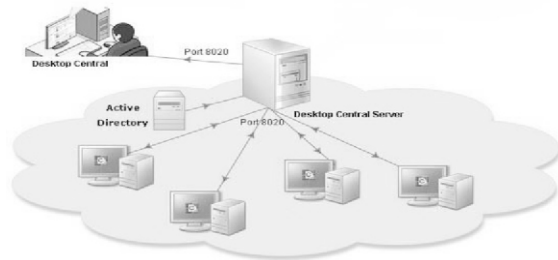 Port 8020
Desktop Central
Active
Directory
Desktop Central Server
Port 8020